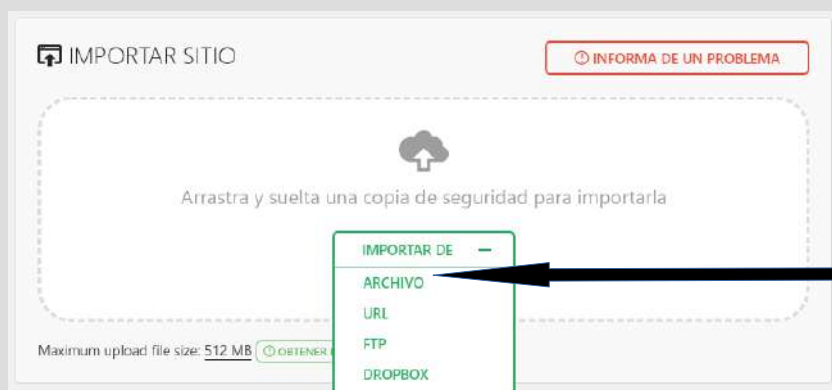 IMPORTAR SITIO
INFORMA DE UN PROBLEMA
Arrastra y suelta una copia de seguridad para importarla
IMPORTAR DE
ARCHIVO
URL
FTP
DROPBOX
Maximum upload file size: 512 MB
OBTENER